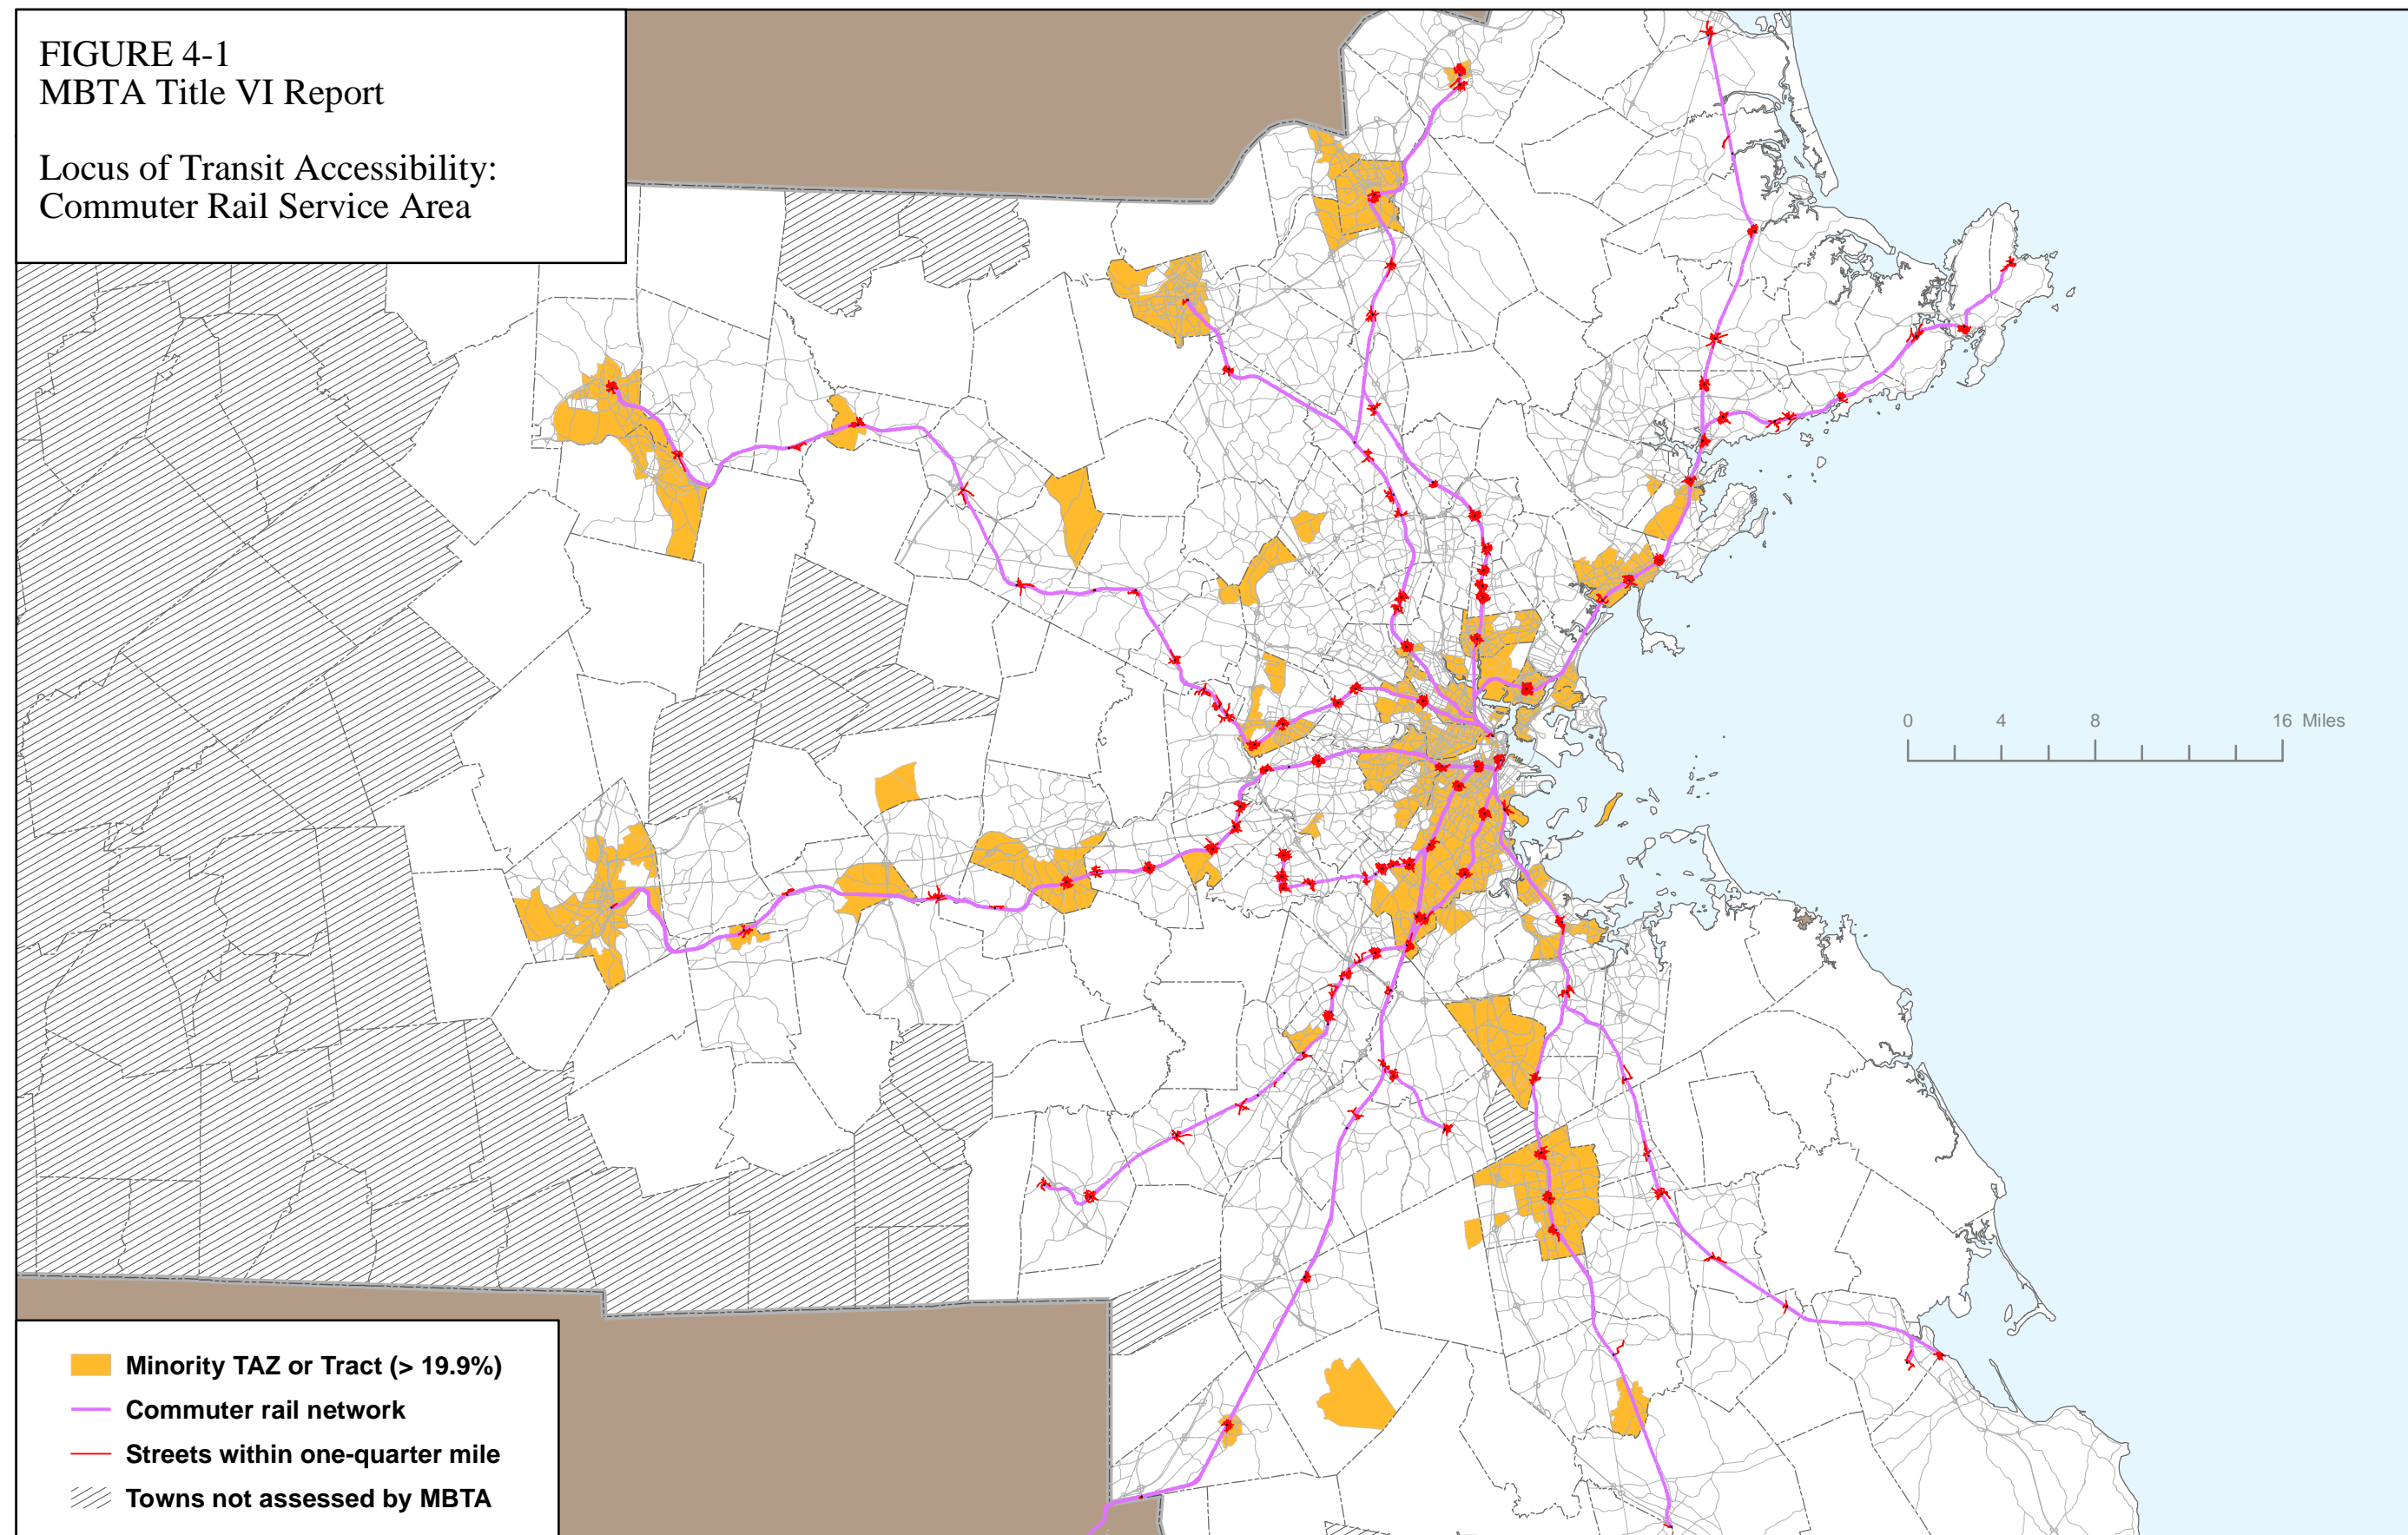 FIGURE 4-1
MBTA Title VI Report
Locus of Transit Accessibility:
Commuter Rail Service Area
0 4 8 16 Miles
Minority TAZ or Tract (> 19.9%)
Commuter rail network
Streets within one-quarter mile
Towns not assessed by MBTA